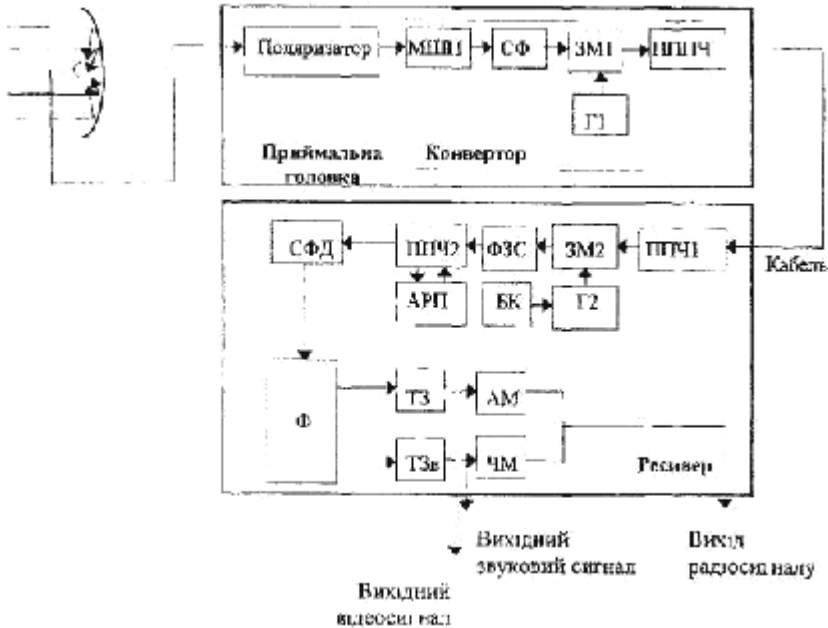 Поляризатор
МШП
СФ
ЗМ1
ППЧ
Г1
Приймальна
головка
Конвертор
СФД
ППЧ2
ФЗС
ЗМ2
ППЧ1
Кабель
АРП
БК
Г2
Ф
ТЗ
АМ
ТЗв
ЧМ
Ресивер
Вихідний
звуковий сигнал
Вихід
радіосигналу
Вихідний
відеосигнал